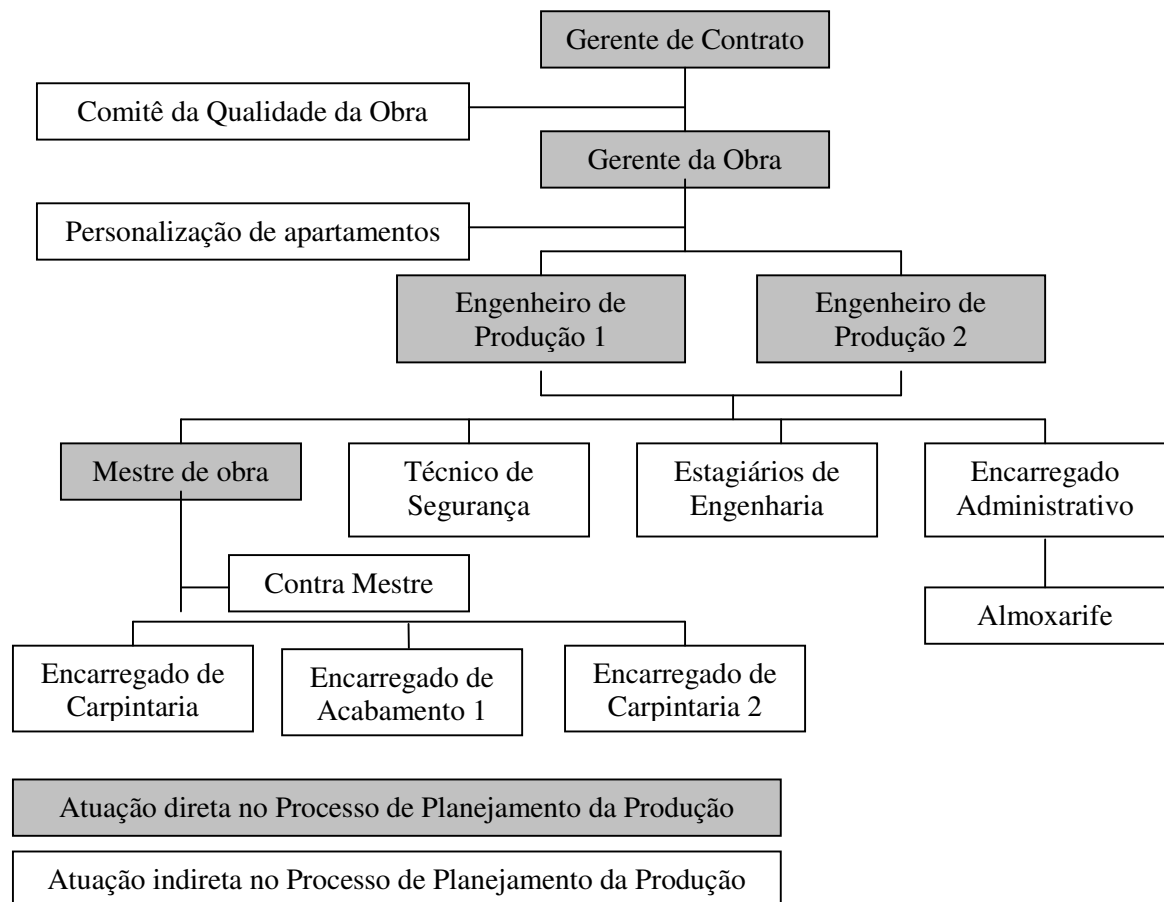 Gerente de Contrato
Comitê da Qualidade da Obra
Gerente da Obra
Personalização de apartamentos
Engenheiro de
Produção 1
Engenheiro de
Produção 2
Mestre de obra
Técnico de
Segurança
Estagiários de
Engenharia
Encarregado
Administrativo
Contra Mestre
Almoxarife
Encarregado de
Carpintaria
Encarregado de
Acabamento 1
Encarregado de
Carpintaria 2
Atuação direta no Processo de Planejamento da Produção
Atuação indireta no Processo de Planejamento da Produção